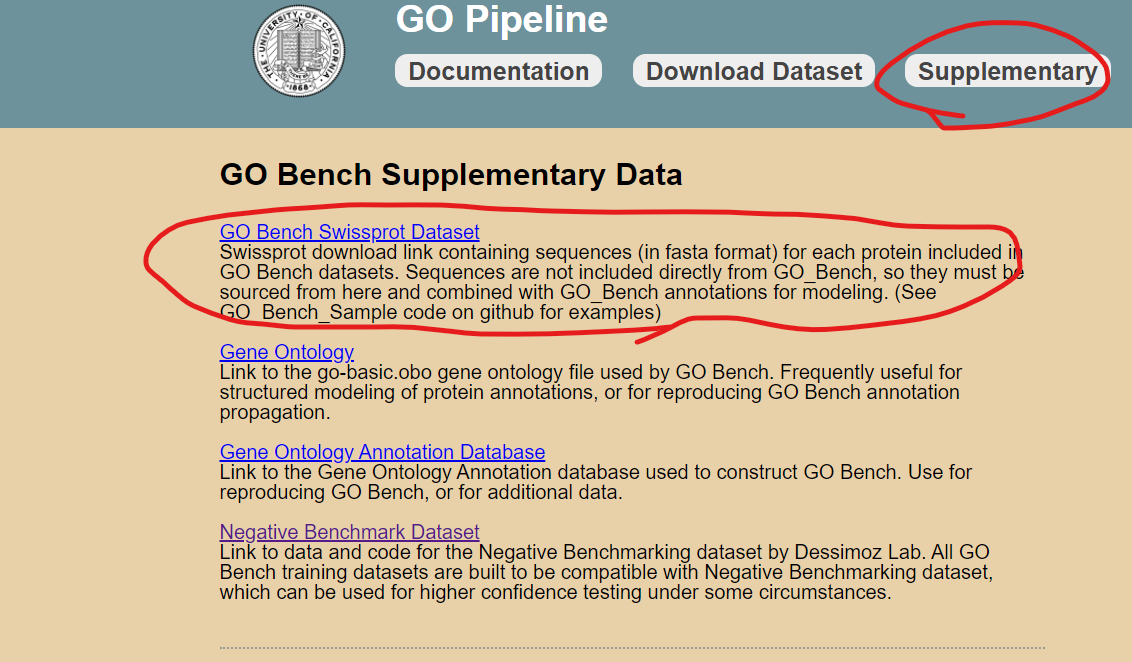 THE · UNIVERSITY · OF · CALIFORNIA · 1868 ·
GO Pipeline
Documentation
Download Dataset
Supplementary
GO Bench Supplementary Data
GO Bench Swissprot Dataset
Swissprot download link containing sequences (in fasta format) for each protein included in
GO Bench datasets. Sequences are not included directly from GO_Bench, so they must be
sourced from here and combined with GO_Bench annotations for modeling. (See
GO_Bench_Sample code on github for examples)
Gene Ontology
Link to the go-basic.obo gene ontology file used by GO Bench. Frequently useful for
structured modeling of protein annotations, or for reproducing GO Bench annotation
propagation.
Gene Ontology Annotation Database
Link to the Gene Ontology Annotation database used to construct GO Bench. Use for
reproducing GO Bench, or for additional data.
Negative Benchmark Dataset
Link to data and code for the Negative Benchmarking dataset by Dessimoz Lab. All GO
Bench training datasets are built to be compatible with Negative Benchmarking dataset,
which can be used for higher confidence testing under some circumstances.